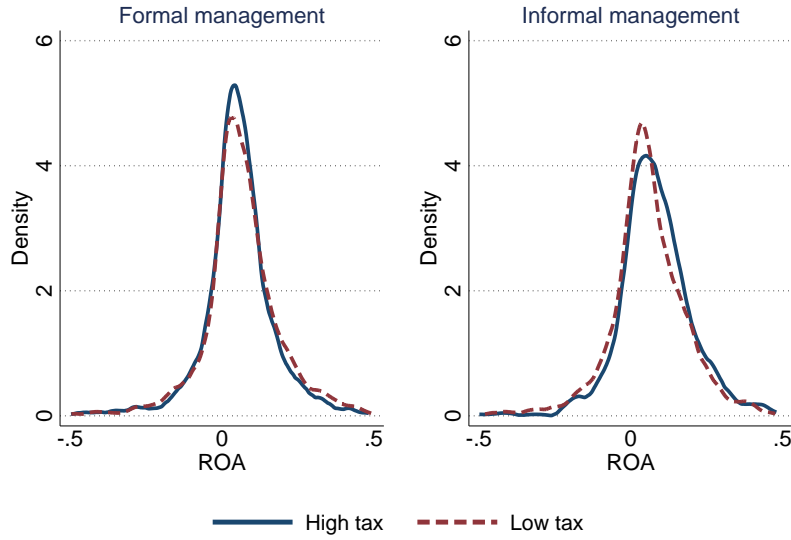 Formal management
Informal management
6
4
2
0
Density
-.5 0 .5
ROA
6
4
2
0
Density
-.5 0 .5
ROA
High tax Low tax